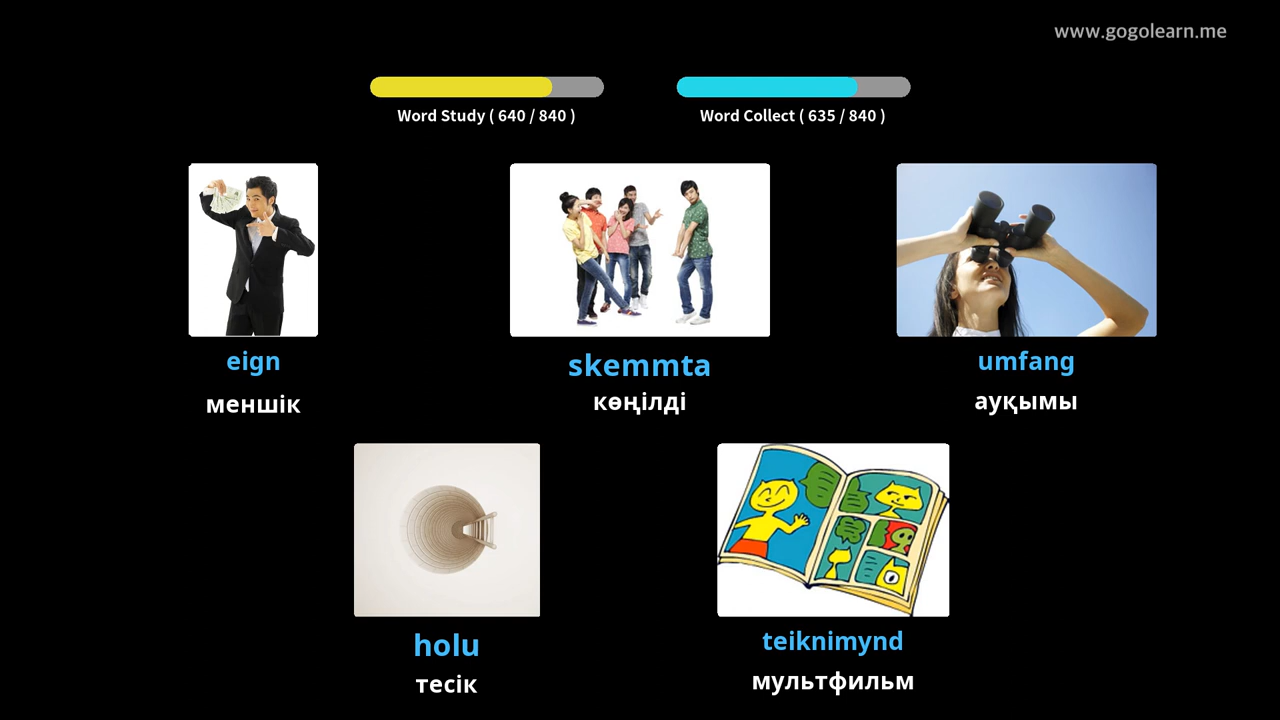 www.gogolearn.me
Word Study ( 640 / 840 )
Word Collect ( 635 / 840 )
eign
меншік
skemmta
көңілді
umfang
ауқымы
holu
тесік
teiknimynd
мультфильм